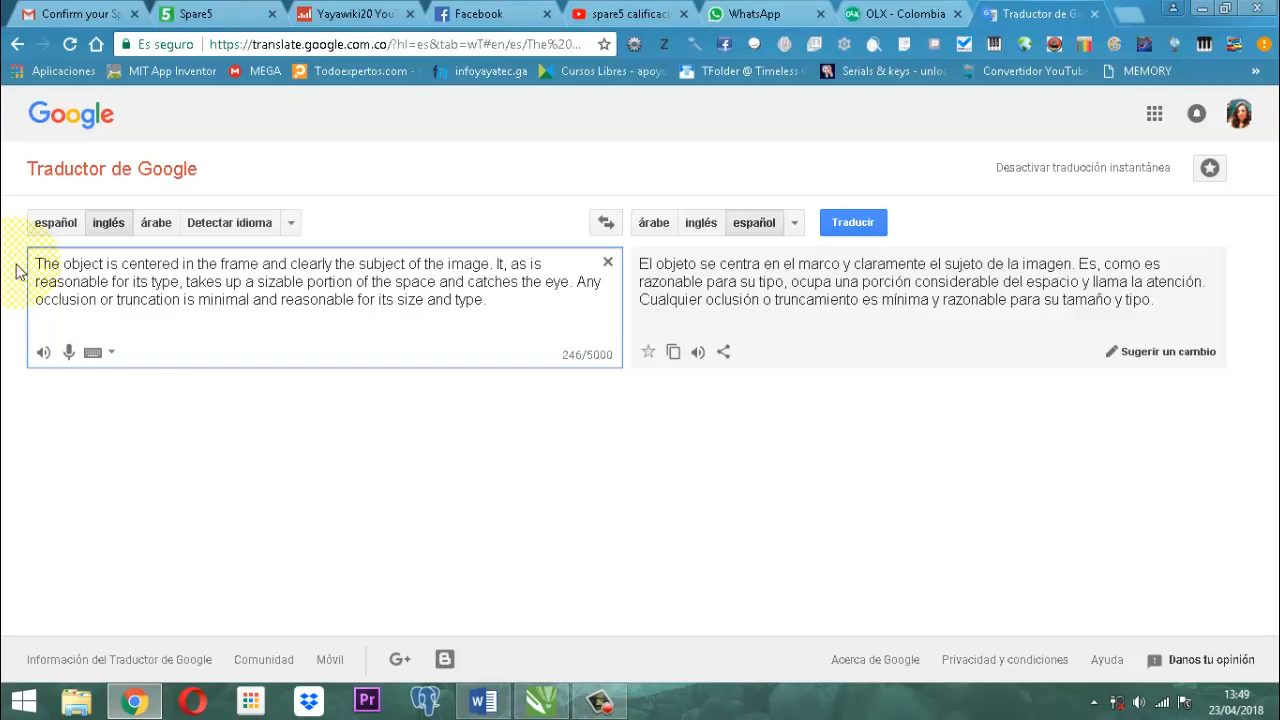 Confirm your Sp
Spare5
Yayawiki20 YouT
Facebook
spare5 calificaci
WhatsApp
OLX - Colombia
Traductor de Go
Es seguro
https://translate.google.com.co/?hl=es&tab=wT#en/es/The%20...
Aplicaciones
MIT App Inventor
MEGA
Todoexpertos.com -
infoyayatec.ga
Cursos Libres - apoyo
TFolder @ Timeless
Serials & keys - unloc
Convertidor YouTub
MEMORY
»
Google
Traductor de Google
Desactivar traducción instantánea
español
inglés
árabe
Detectar idioma
árabe
inglés
español
Traducir
The object is centered in the frame and clearly the subject of the image. It, as is
reasonable for its type, takes up a sizable portion of the space and catches the eye. Any
occlusion or truncation is minimal and reasonable for its size and type.
246/5000
El objeto se centra en el marco y claramente el sujeto de la imagen. Es, como es
razonable para su tipo, ocupa una porción considerable del espacio y llama la atención.
Cualquier oclusión o truncamiento es mínima y razonable para su tamaño y tipo.
Sugerir un cambio
Información del Traductor de Google
Comunidad
Móvil
G+
Acerca de Google
Privacidad y condiciones
Ayuda
Danos tu opinión
Pr
13:49
23/04/2018